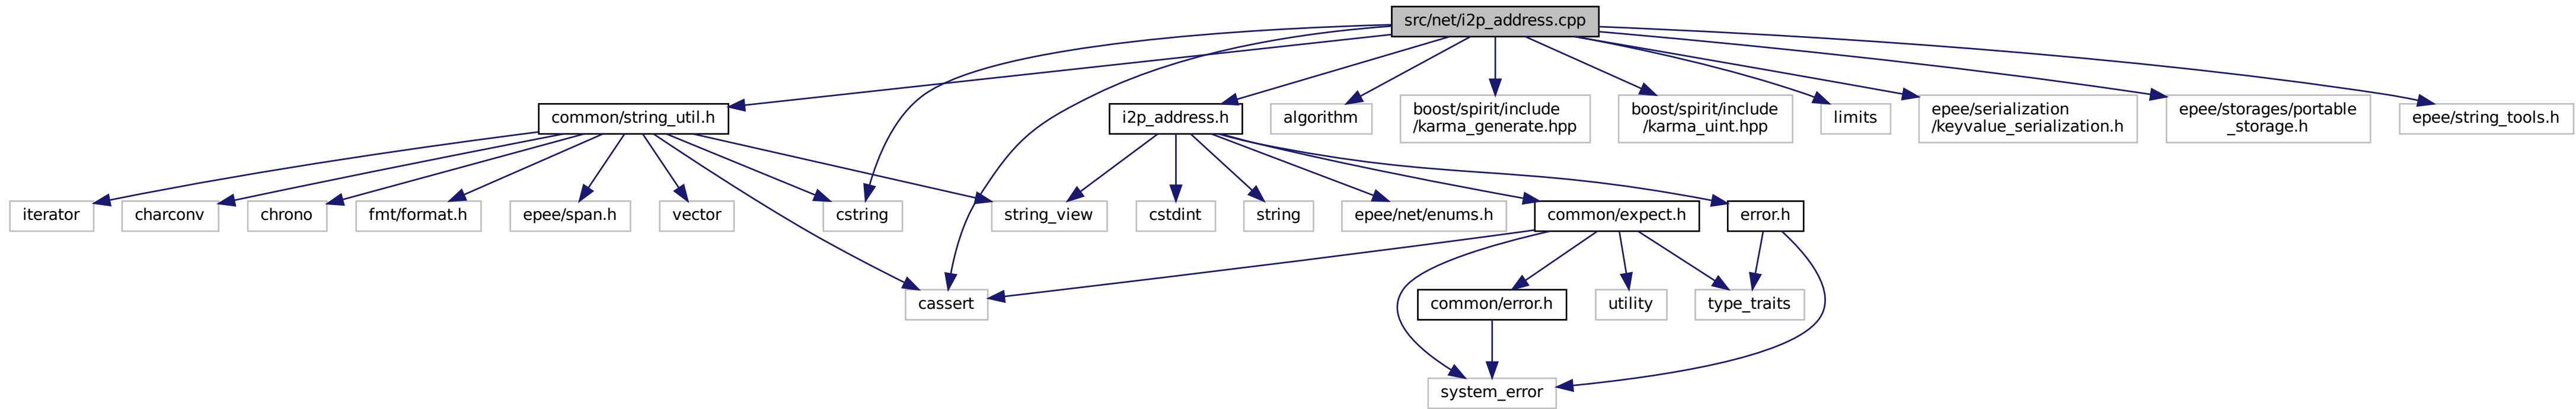 src/net/i2p_address.cpp
common/string_util.h
i2p_address.h
algorithm
boost/spirit/include
/karma_generate.hpp
boost/spirit/include
/karma_uint.hpp
limits
epee/serialization
/keyvalue_serialization.h
epee/storages/portable
_storage.h
epee/string_tools.h
iterator
charconv
chrono
fmt/format.h
epee/span.h
vector
cstring
string_view
cstdint
string
epee/net/enums.h
common/expect.h
error.h
cassert
common/error.h
utility
type_traits
system_error